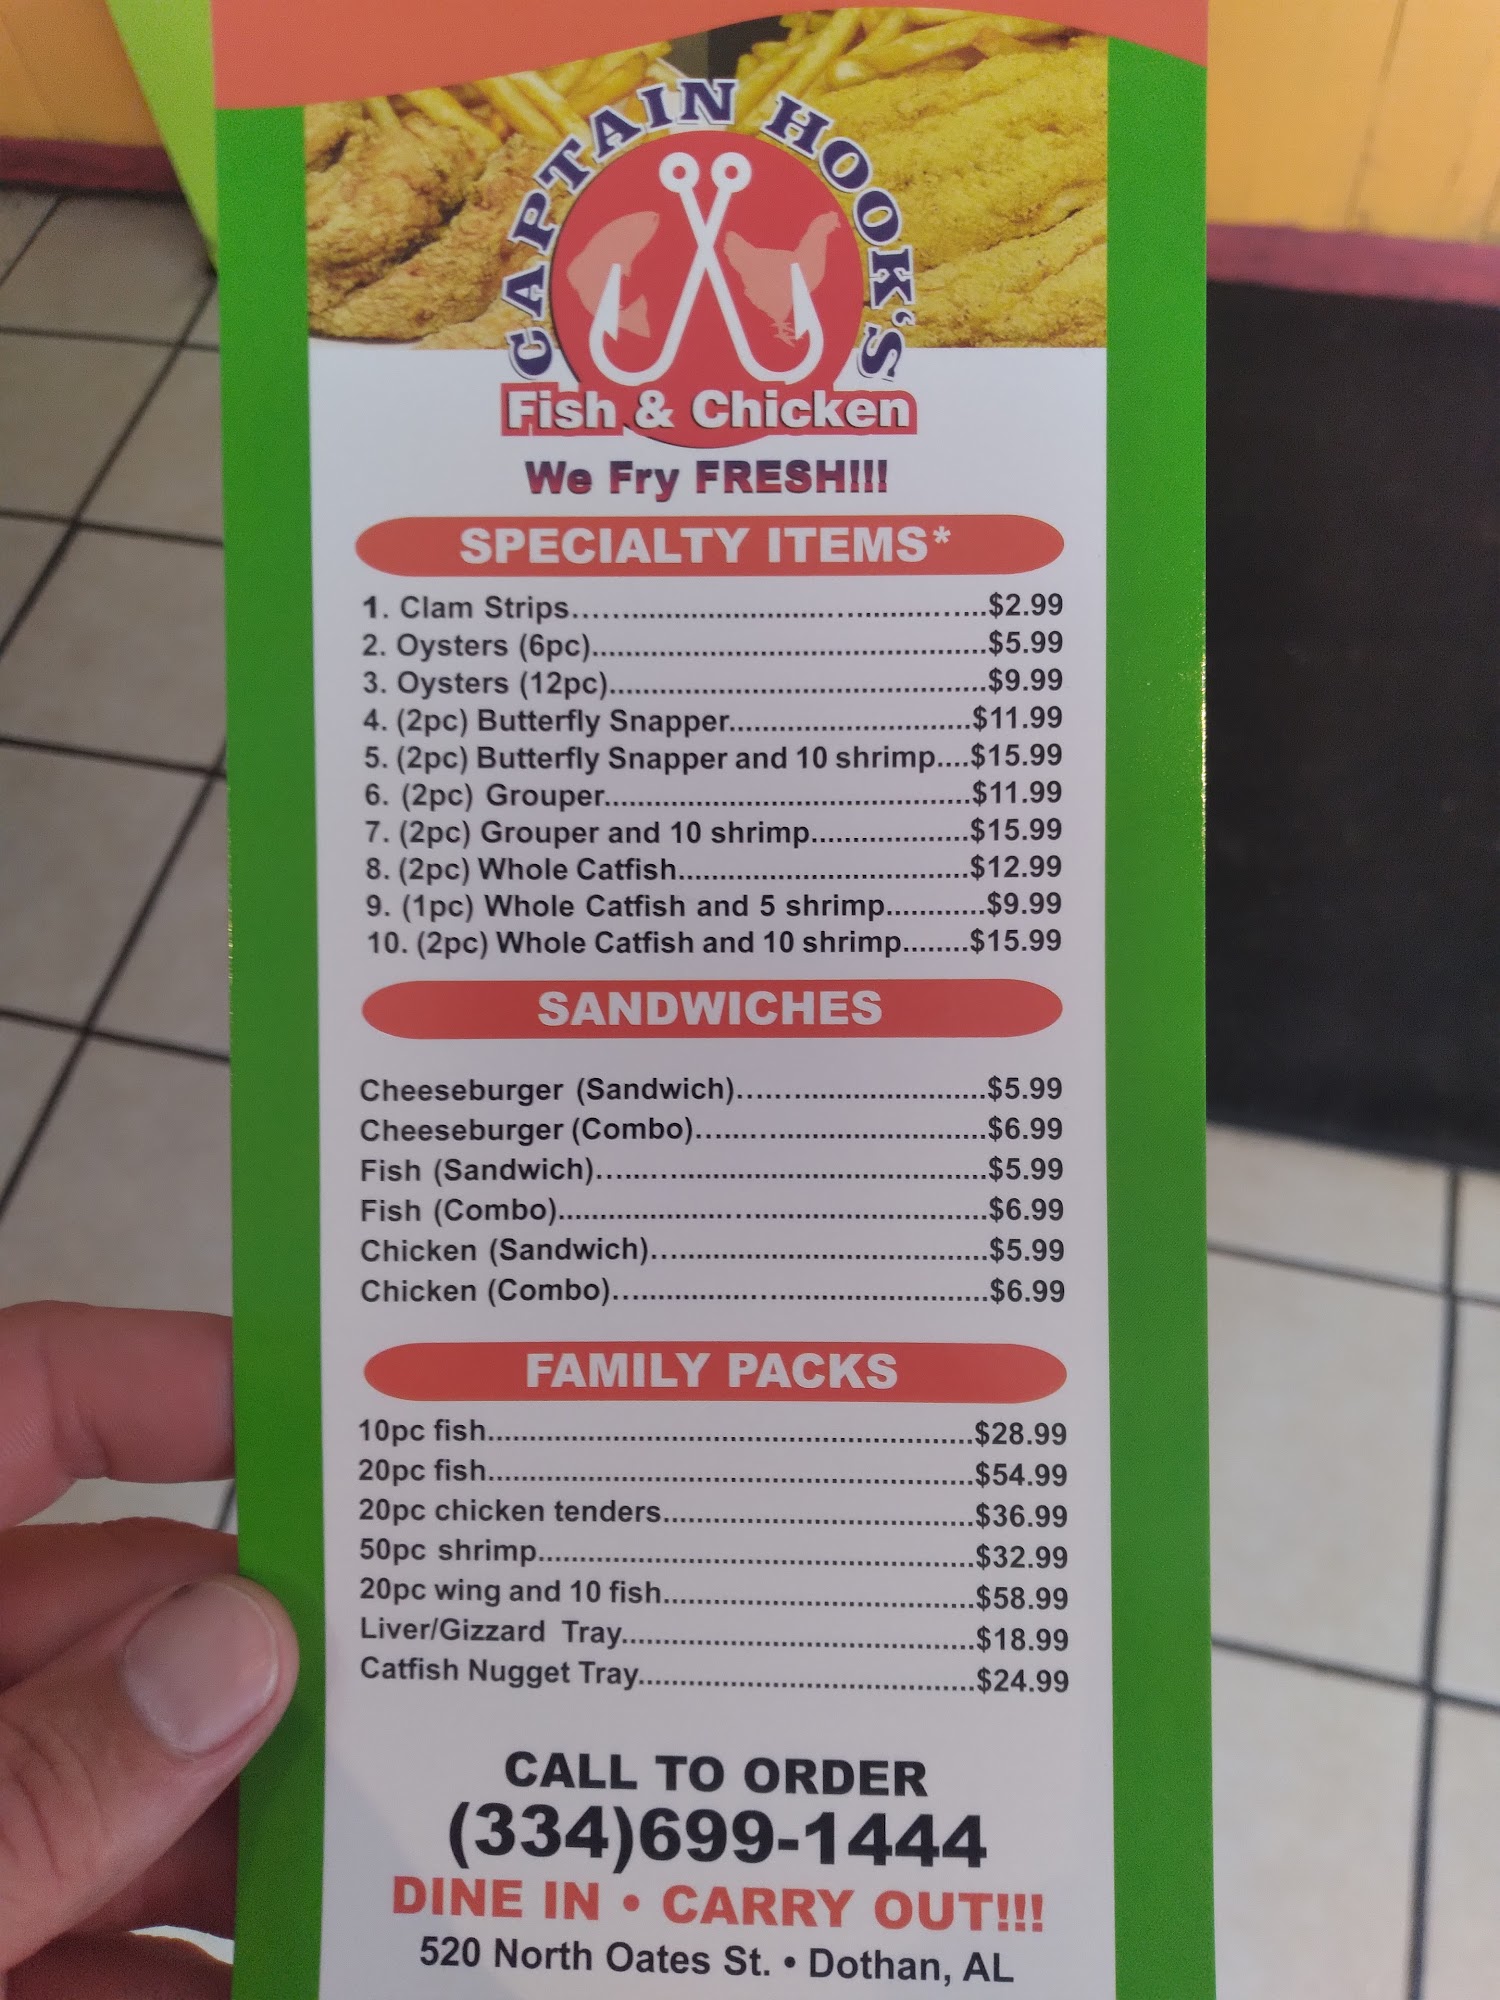 CAPTAIN HOOK'S
Fish & Chicken
We Fry FRESH!!!
SPECIALTY ITEMS*
1. Clam Strips.......................................................$2.99
2. Oysters (6pc)....................................................$5.99
3. Oysters (12pc)..................................................$9.99
4. (2pc) Butterfly Snapper..............................$11.99
5. (2pc) Butterfly Snapper and 10 shrimp....$15.99
6. (2pc) Grouper................................................$11.99
7. (2pc) Grouper and 10 shrimp...................$15.99
8. (2pc) Whole Catfish.....................................$12.99
9. (1pc) Whole Catfish and 5 shrimp............$9.99
10. (2pc) Whole Catfish and 10 shrimp........$15.99
SANDWICHES
Cheeseburger (Sandwich)...............................$5.99
Cheeseburger (Combo)....................................$6.99
Fish (Sandwich)................................................$5.99
Fish (Combo).....................................................$6.99
Chicken (Sandwich)..........................................$5.99
Chicken (Combo)..............................................$6.99
FAMILY PACKS
10pc fish.............................................................$28.99
20pc fish.............................................................$54.99
20pc chicken tenders.......................................$36.99
50pc shrimp.......................................................$32.99
20pc wing and 10 fish.......................................$58.99
Liver/Gizzard Tray............................................$18.99
Catfish Nugget Tray..........................................$24.99
CALL TO ORDER
(334)699-1444
DINE IN • CARRY OUT!!!
520 North Oates St. • Dothan, AL